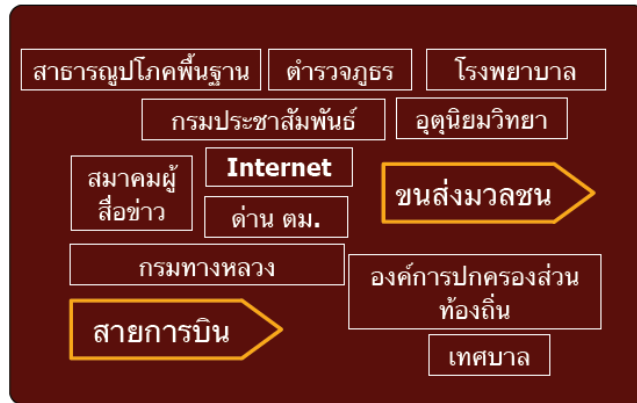 สาธารณูปโภคพื้นฐาน
ตำรวจภูธร
โรงพยาบาล
กรมประชาสัมพันธ์
อุตุนิยมวิทยา
สมาคมผู้
สื่อข่าว
Internet
ขนส่งมวลชน
ด่าน ตม.
กรมทางหลวง
องค์การปกครองส่วน
ท้องถิ่น
สายการบิน
เทศบาล